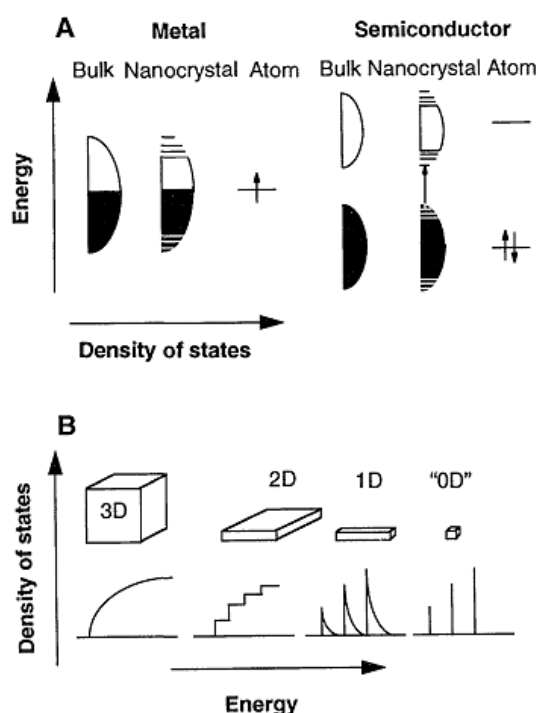 A
Metal
Semiconductor
Bulk Nanocrystal Atom
Bulk Nanocrystal Atom
Energy
Density of states
B
3D
2D
1D
“0D”
Density of states
Energy